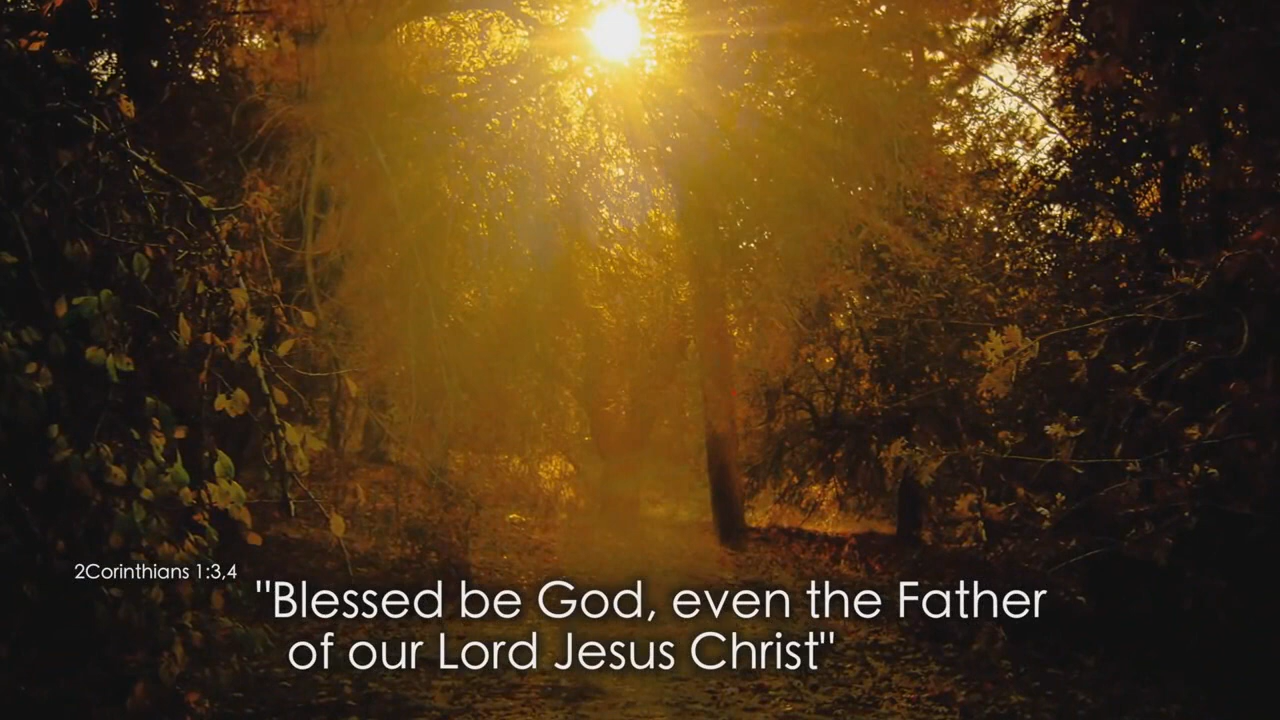 2Corinthians 1:3,4
"Blessed be God, even the Father
of our Lord Jesus Christ"